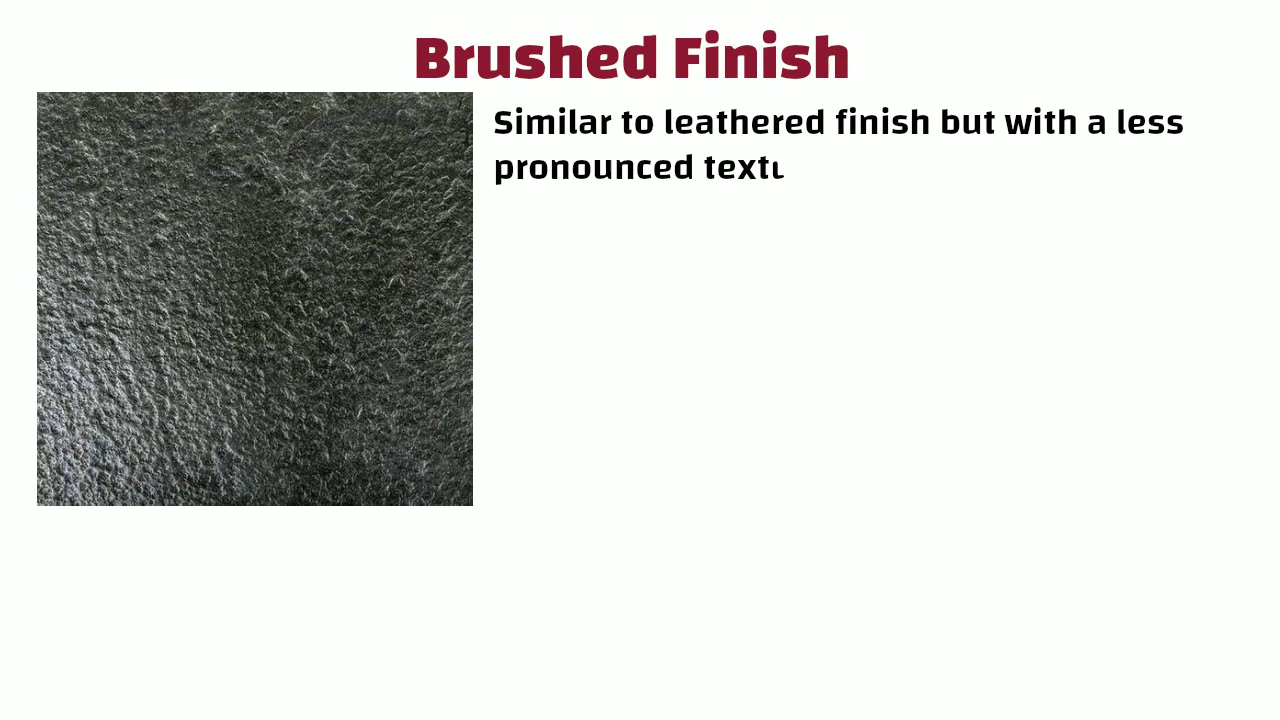 Brushed Finish
Similar to leathered finish but with a less
pronounced text